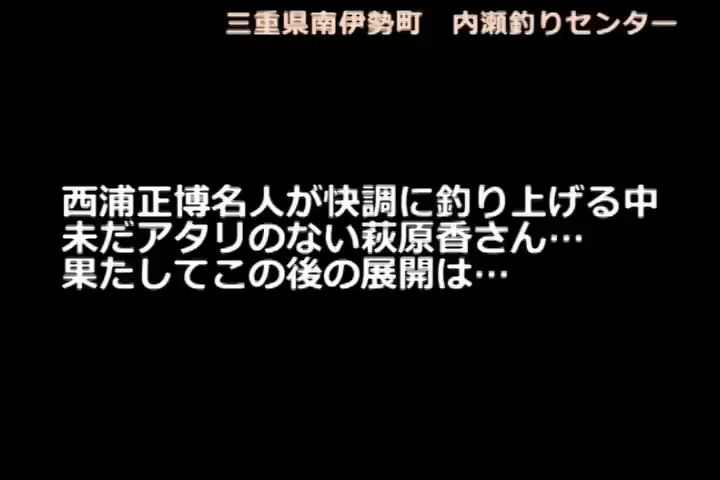 三重県南伊勢町　内瀬釣りセンター
西浦正博名人が快調に釣り上げる中
未だアタリのない萩原香さん…
果たしてこの後の展開は…